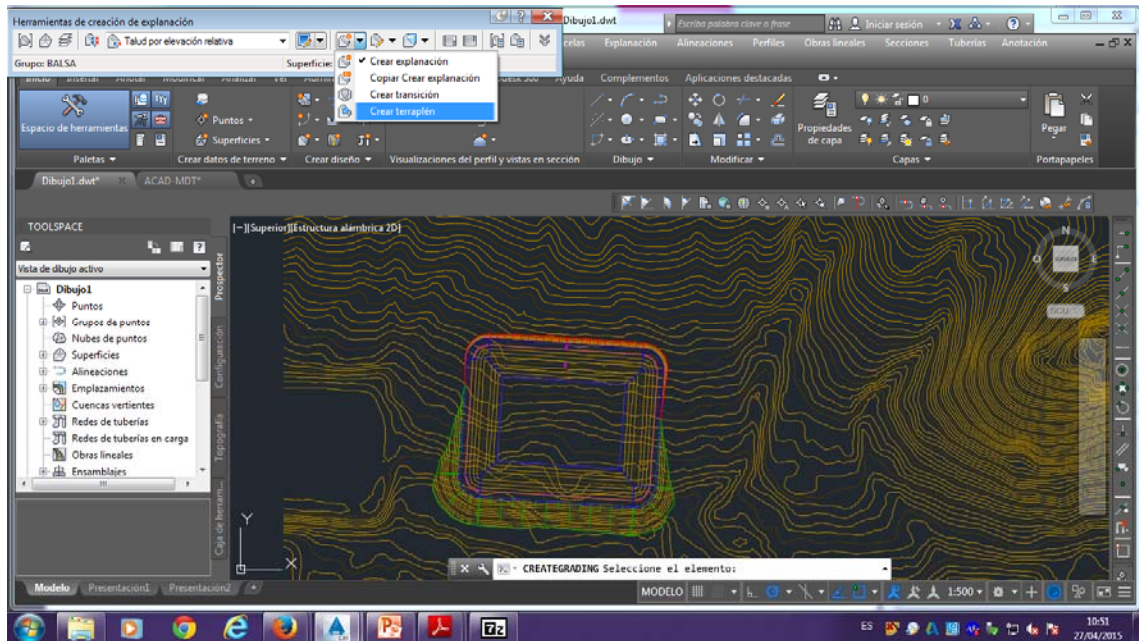 Herramientas de creación de explanación
Dibujo1.dwt
Escriba palabra clave o frase
Iniciar sesión
Talud por elevación relativa
Explanación Alineaciones Perfiles Obras lineales Secciones Tuberías Anotación
Grupo: BALSA
Superficie:
Crear explanación
Copiar Crear explanación
Crear transición
Crear terraplén
Ayuda Complementos Aplicaciones destacadas
Espacio de herramientas
Puntos
Superficies
Propiedades de capa
0
Pegar
Paletas
Crear datos de terreno
Crear diseño
Visualizaciones del perfil y vistas en sección
Dibujo
Modificar
Capas
Portapapeles
Dibujo1.dwt*
ACAD-MDT*
TOOLSPACE
[-][Superior][Estructura alámbrica 2D]
Vista de dibujo activo
Dibujo1
Puntos
Grupos de puntos
Nubes de puntos
Superficies
Alineaciones
Emplazamientos
Cuencas vertientes
Redes de tuberías
Redes de tuberías en carga
Obras lineales
Ensamblajes
Prospector
Configuración
Topografía
Caja de herram...
N
E
S
O
SUPERIOR
Y
X
CREATEGRADING Seleccione el elemento:
Modelo
Presentación1
Presentación2
MODELO
1:500
ES
10:51
27/04/2015